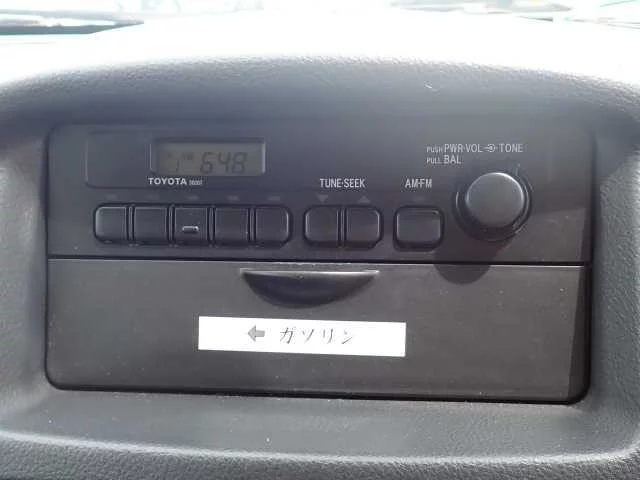 648
TOYOTA
TUNE·SEEK
AM·FM
PUSH PWR·VOL TONE
PULL BAL
← ガソリン